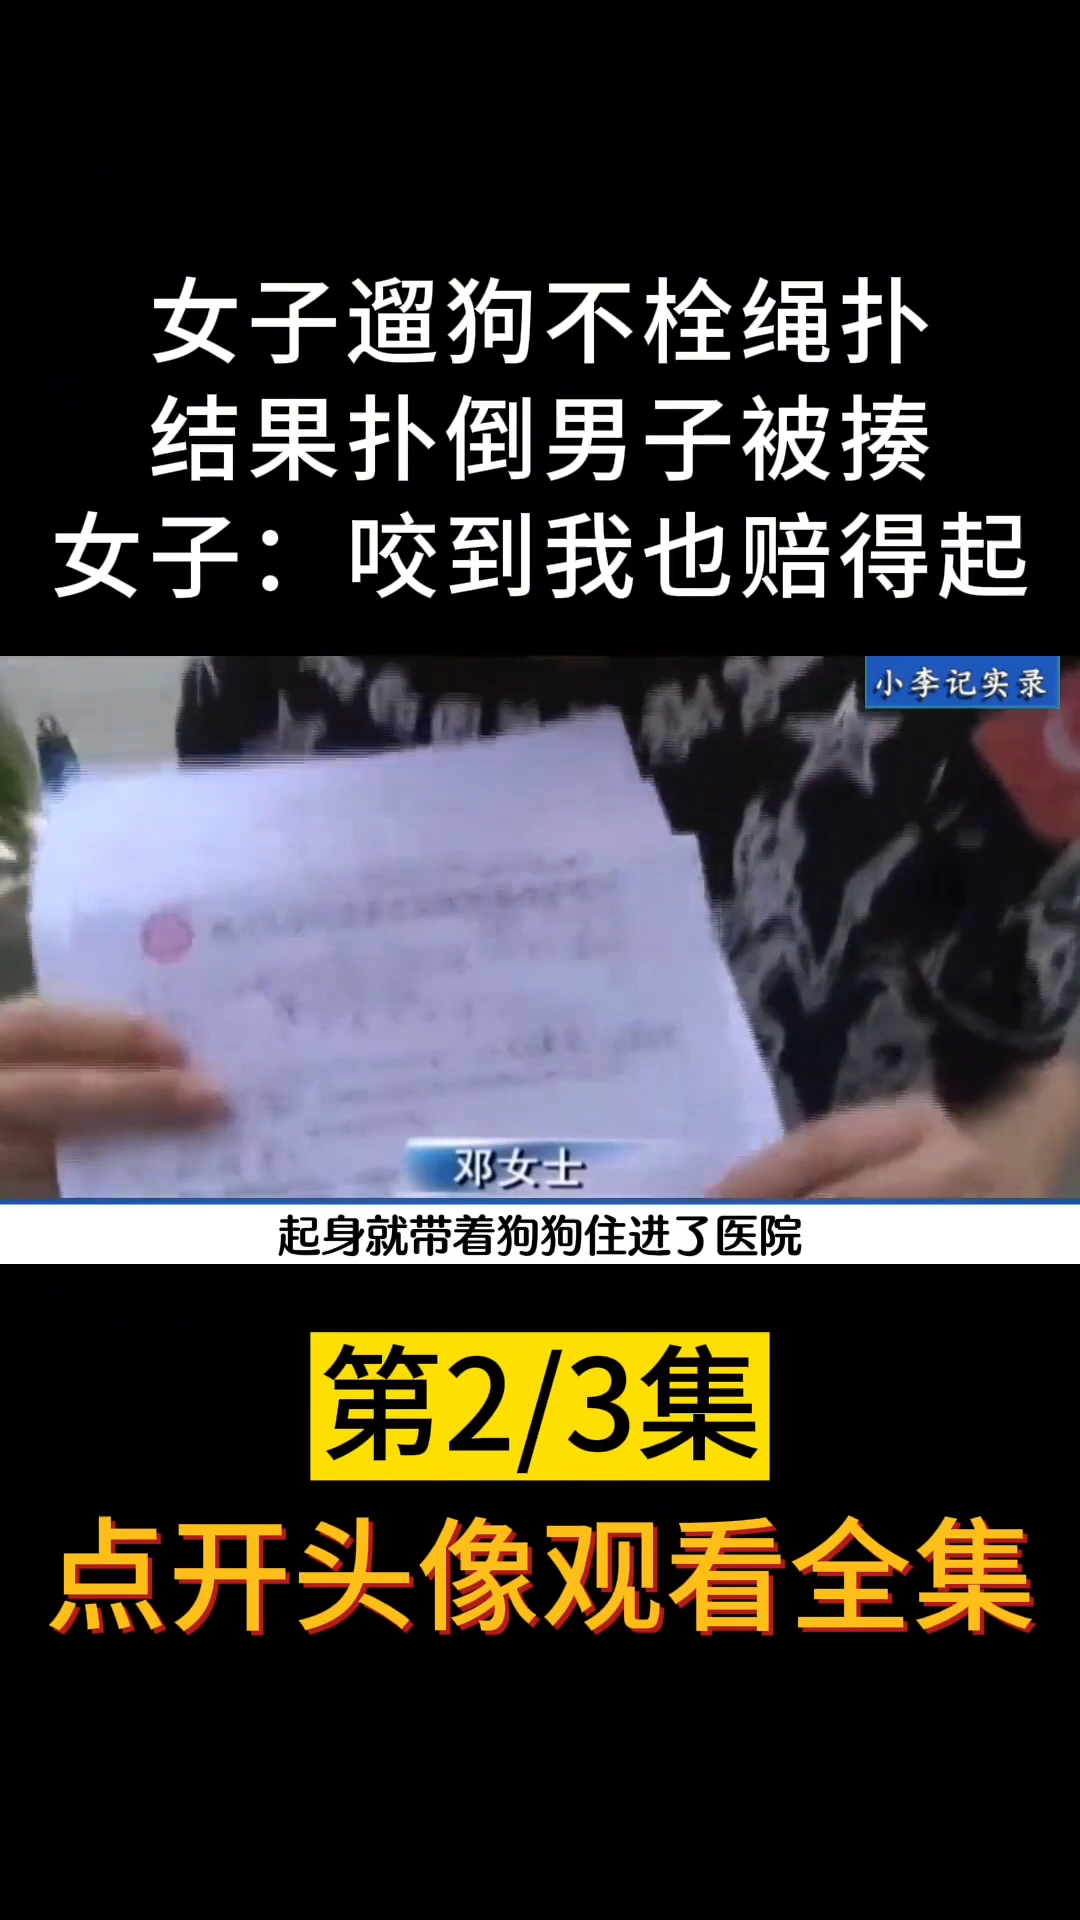 女子遛狗不栓绳扑
结果扑倒男子被揍
女子：咬到我也赔得起
小李记实录
邓女士
起身就带着狗狗住进了医院
第2/3集
点开头像观看全集